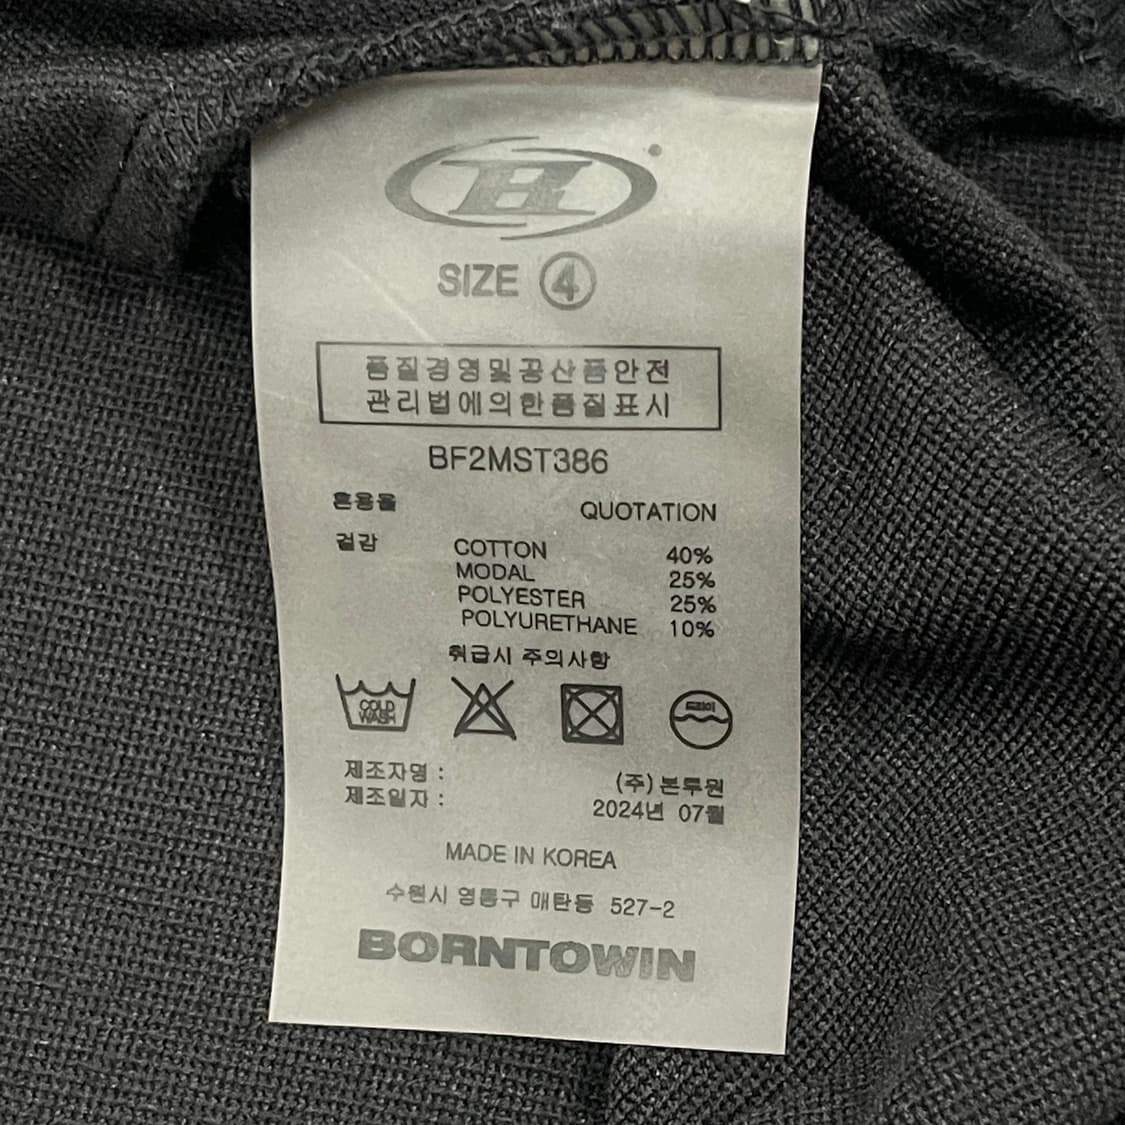 SIZE 4
품질경영및공산품안전
관리법에의한품질표시
BF2MST386
혼용율 QUOTATION
겉감 COTTON 40%
MODAL 25%
POLYESTER 25%
POLYURETHANE 10%
취급시 주의사항
COLD
WASH
드라이
제조자명 : (주)본투윈
제조일자 : 2024년 07월
MADE IN KOREA
수원시 영통구 매탄동 527-2
BORNTOWIN